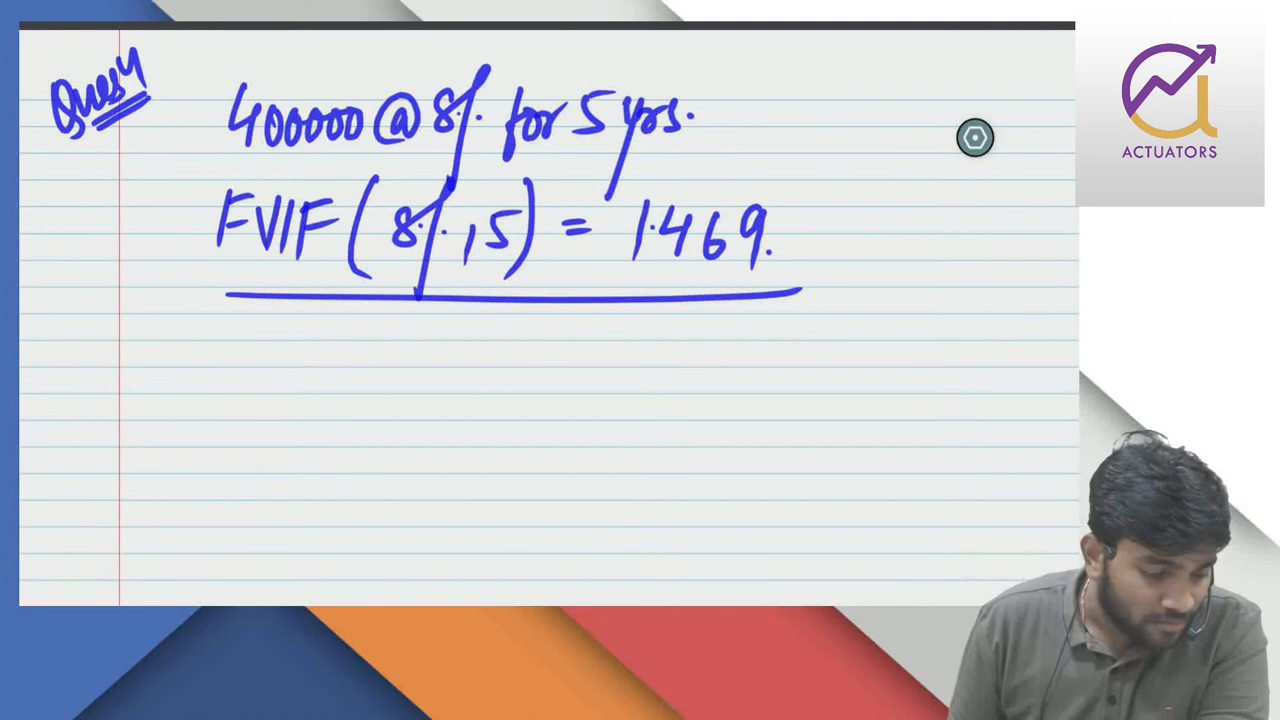 Ques 4
400000 @ 8% for 5 yrs.
FVIF ( 8%, 5) = 1.469.
ACTUATORS